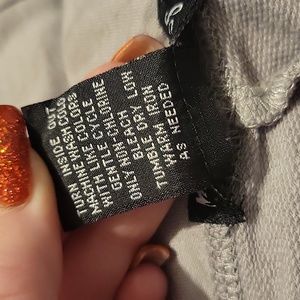 TURN INSIDE OUT
MACHINE WASH COLD
WITH LIKE COLORS
GENTLE CYCLE
ONLY NON CHLORINE
BLEACH
TUMBLE DRY LOW
WARM IRON
AS NEEDED